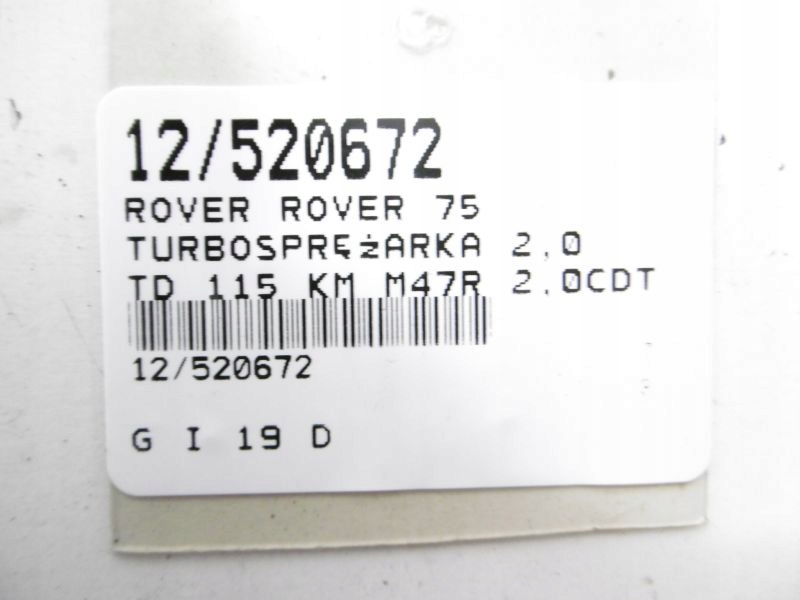 12/520672
ROVER ROVER 75
TURBOSPRĘżARKA 2,0
TD 115 KM M47R 2.0CDT
12/520672
G I 19 D